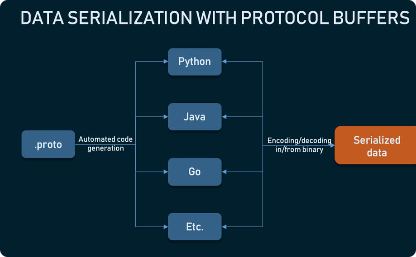 DATA SERIALIZATION WITH PROTOCOL BUFFERS
Python
Java
.proto
Automated code
generation
Encoding/decoding
in/from binary
Serialized
data
Go
Etc.